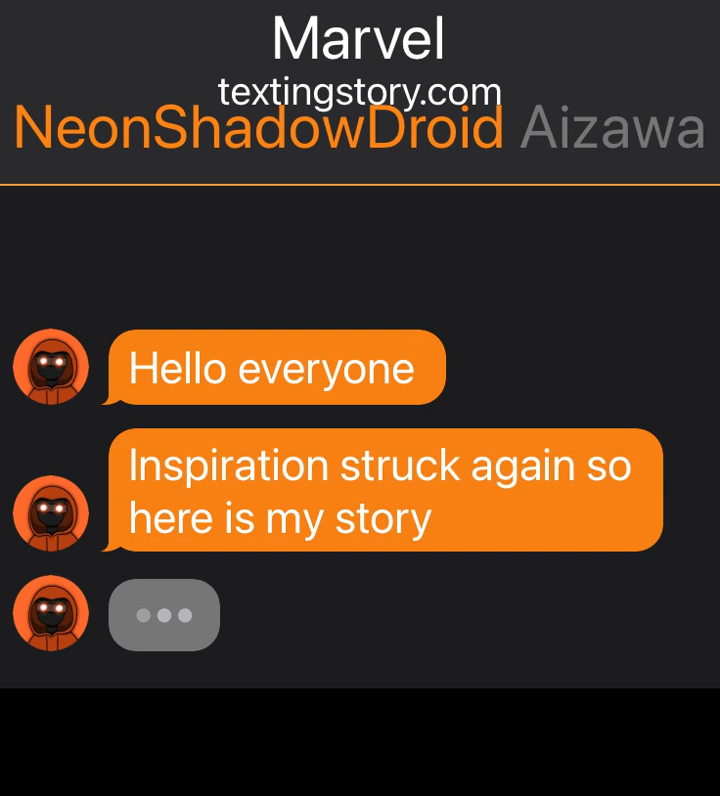 Marvel
textingstory.com
NeonShadowDroid Aizawa
Hello everyone
Inspiration struck again so
here is my story